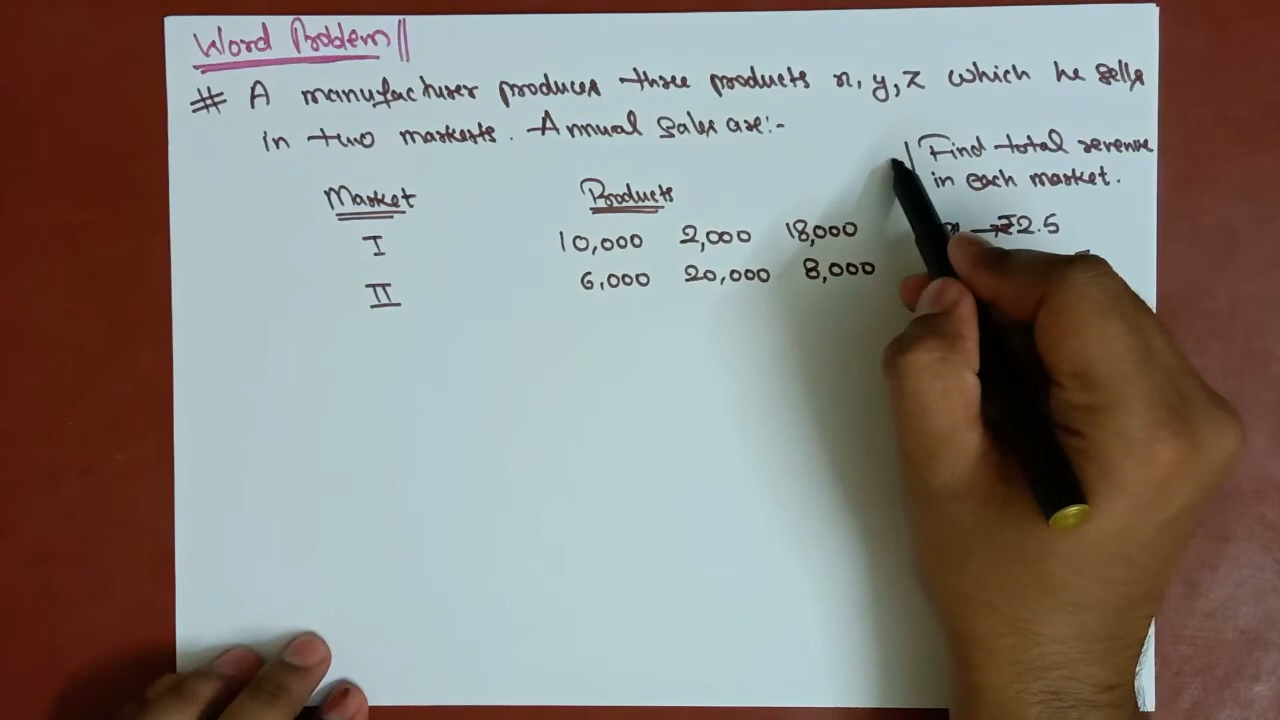 Word Problem
# A manufacturer produces three products x, y, z which he sells
in two markets. Annual sales are:-
Find total revenue
in each market.
Market Products
I 10,000 2,000 18,000
II 6,000 20,000 8,000
x → ₹2.5